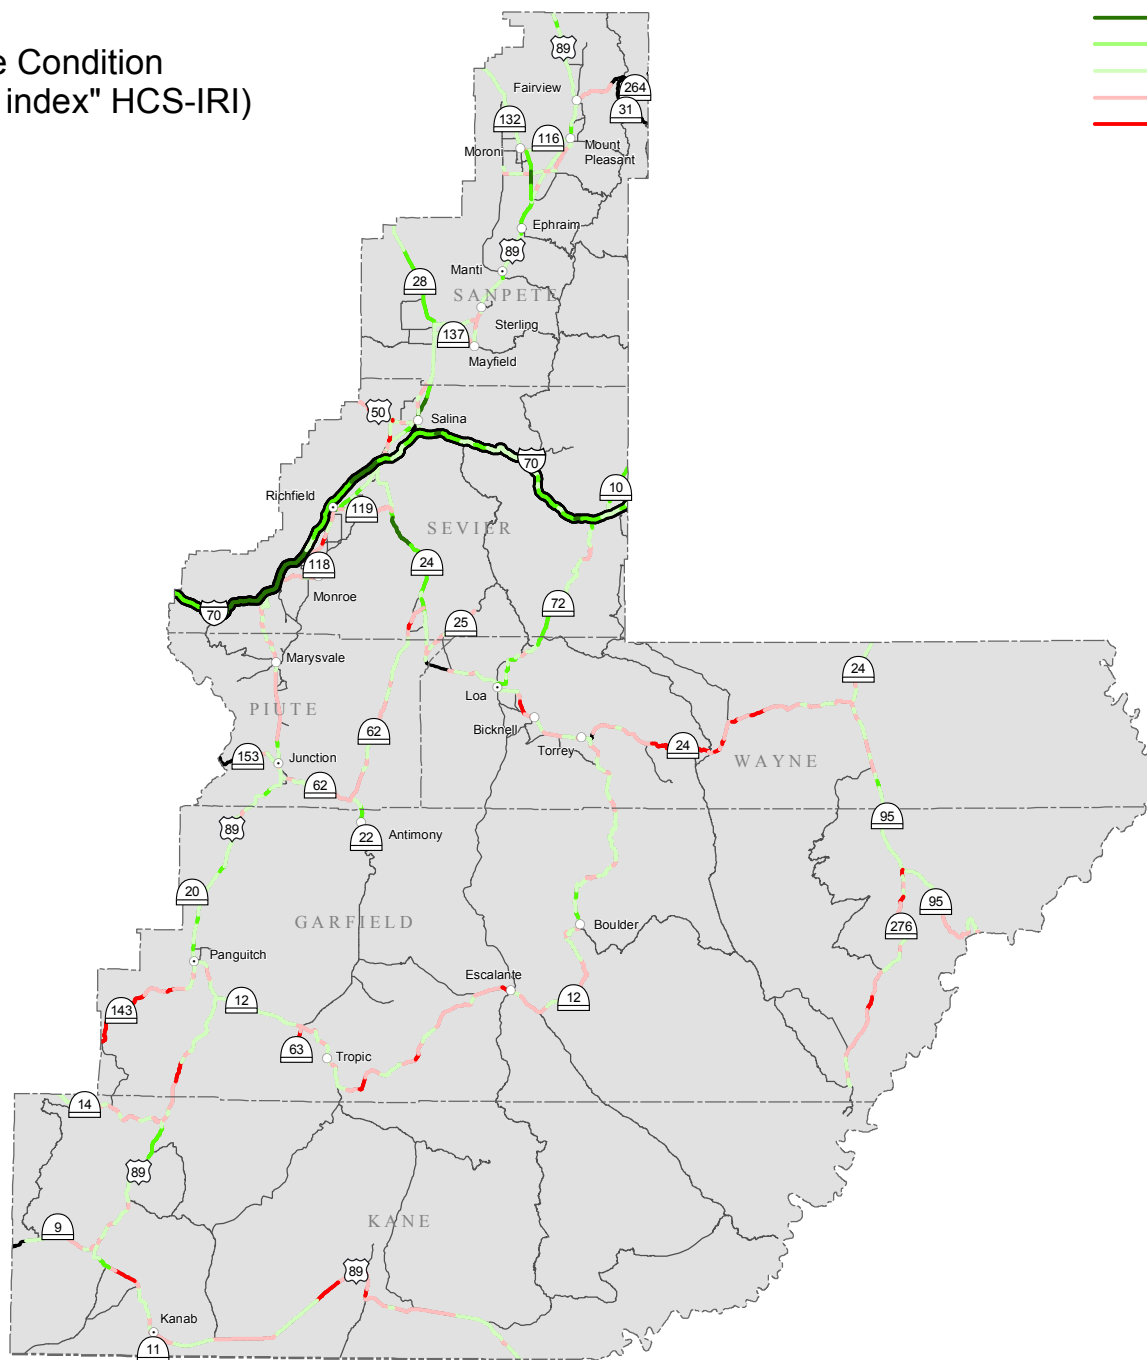 e Condition
index" HCS-IRI)
89
Fairview
264
31
132
116
Moroni
Mount
Pleasant
Ephraim
89
Manti
28
SANPETE
Sterling
137
Mayfield
50
Salina
70
10
Richfield
119
SEVIER
24
118
Monroe
70
72
25
Marysvale
24
Loa
PIUTE
Bicknell
62
Torrey
24
WAYNE
153
Junction
62
95
89
22
Antimony
20
95
GARFIELD
Boulder
276
Panguitch
Escalante
12
12
143
63
Tropic
14
89
KANE
9
89
Kanab
11